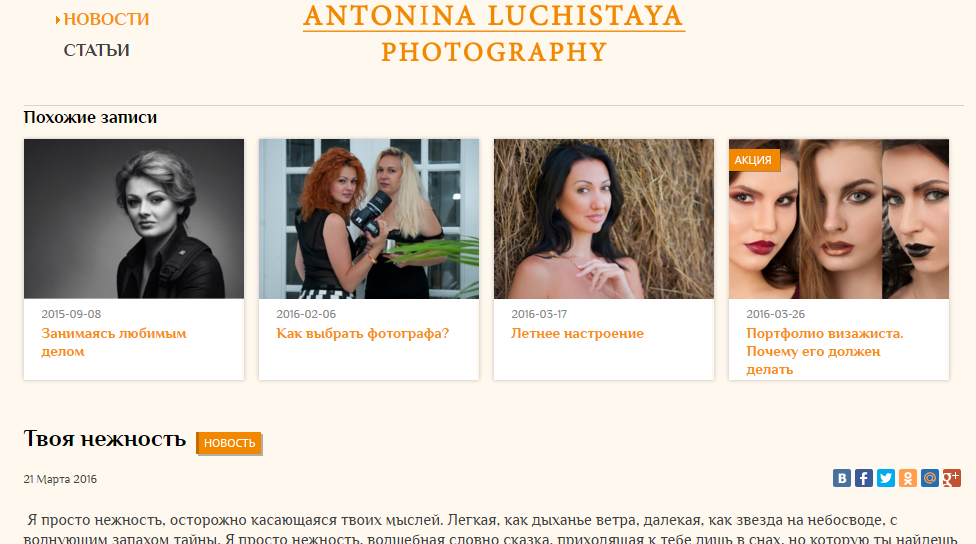 НОВОСТИ
СТАТЬИ
ANTONINA LUCHISTAYA
PHOTOGRAPHY
Похожие записи
АКЦИЯ
2015-09-08
Занимаясь любимым
делом
2016-02-06
Как выбрать фотографа?
2016-03-17
Летнее настроение
2016-03-26
Портфолио визажиста.
Почему его должен
делать
Твоя нежность НОВОСТЬ
21 Марта 2016
Я просто нежность, осторожно касающаяся твоих мыслей. Легкая, как дыханье ветра, далекая, как звезда на небосводе, с
волнующим запахом тайны. Я просто нежность, волшебная словно сказка, приходящая к тебе лишь в снах, но которую ты найдешь